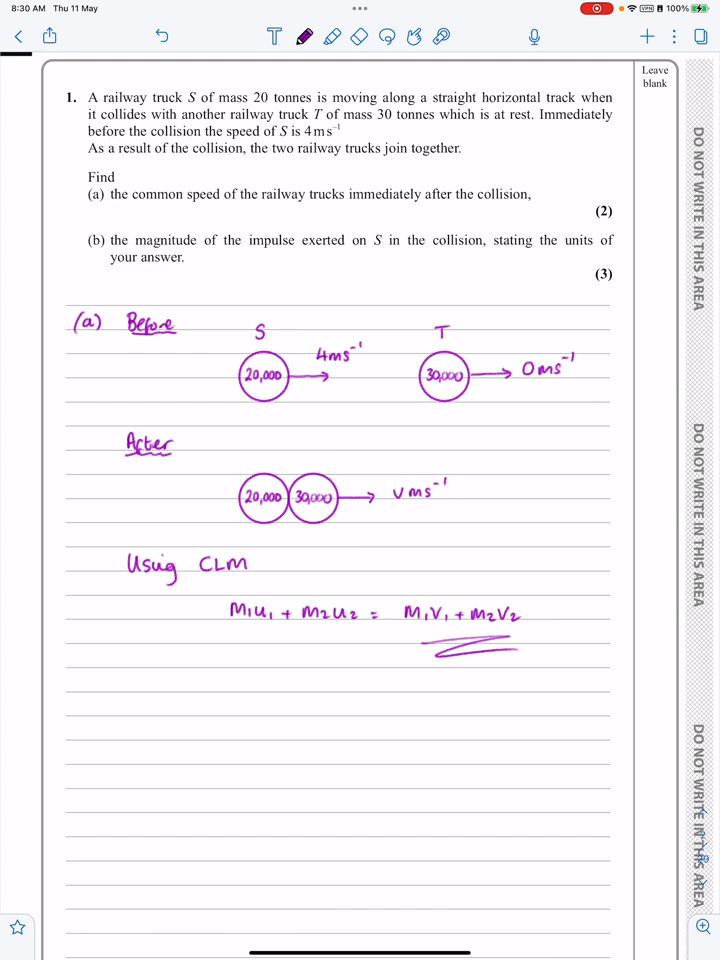 8:30 AM Thu 11 May
VPN 100%
T
Leave
blank
1. A railway truck S of mass 20 tonnes is moving along a straight horizontal track when
it collides with another railway truck T of mass 30 tonnes which is at rest. Immediately
before the collision the speed of S is 4 m s⁻¹
As a result of the collision, the two railway trucks join together.
Find
(a) the common speed of the railway trucks immediately after the collision,
(2)
(b) the magnitude of the impulse exerted on S in the collision, stating the units of
your answer.
(3)
(a) Before
S T
4ms⁻¹ 0ms⁻¹
20,000 30,000
After
20,000 30,000 v ms⁻¹
Using CLM
M₁U₁ + M₂U₂ = M₁V₁ + M₂V₂
DO NOT WRITE IN THIS AREA
DO NOT WRITE IN THIS AREA
DO NOT WRITE IN THIS AREA